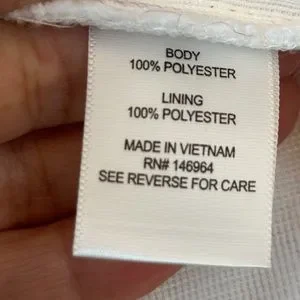 BODY
100% POLYESTER
LINING
100% POLYESTER
MADE IN VIETNAM
RN# 146964
SEE REVERSE FOR CARE